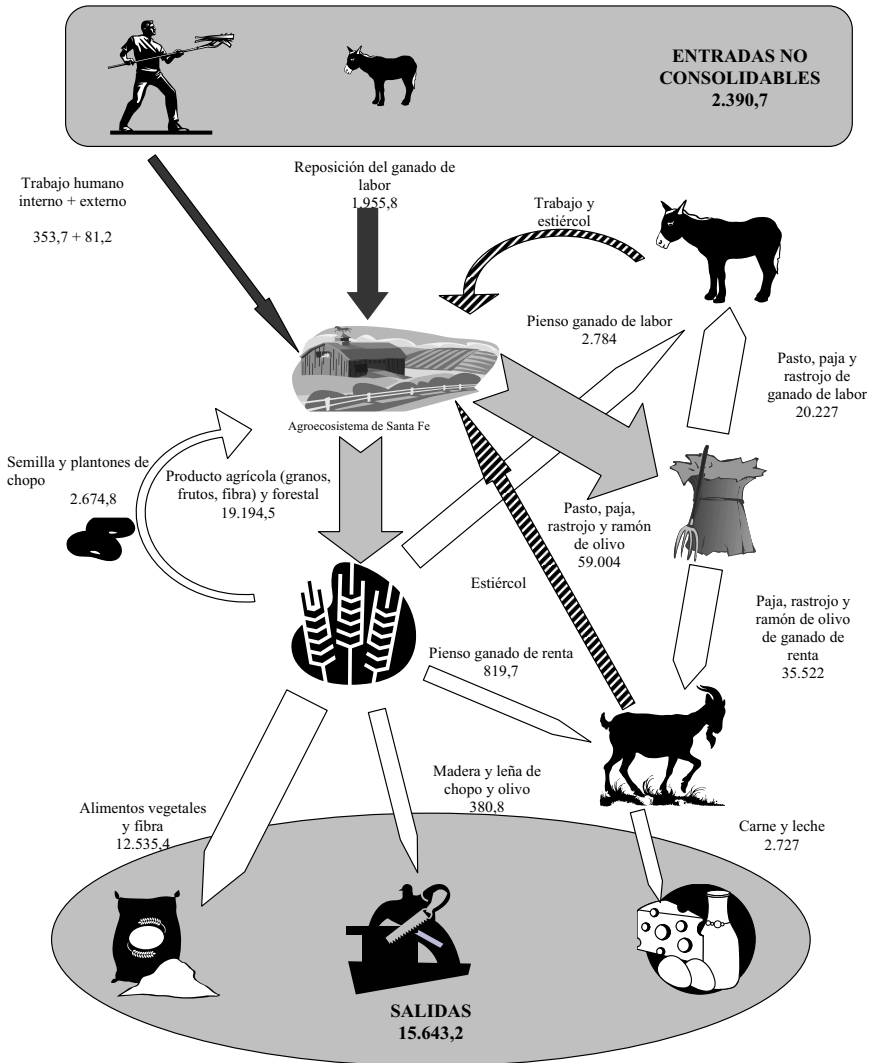 ENTRADAS NO
CONSOLIDABLES
2.390,7
Trabajo humano
interno + externo
353,7 + 81,2
Reposición del ganado de
labor
1.955,8
Trabajo y
estiércol
Pienso ganado de labor
2.784
Pasto, paja y
rastrojo de
ganado de labor
20.227
Agroecosistema de Santa Fe
Semilla y plantones de
chopo
2.674,8
Producto agrícola (granos,
frutos, fibra) y forestal
19.194,5
Pasto, paja,
rastrojo y ramón
de olivo
59.004
Estiércol
Paja, rastrojo y
ramón de olivo
de ganado de
renta
35.522
Pienso ganado de renta
819,7
Madera y leña de
chopo y olivo
380,8
Alimentos vegetales
y fibra
12.535,4
Carne y leche
2.727
SALIDAS
15.643,2